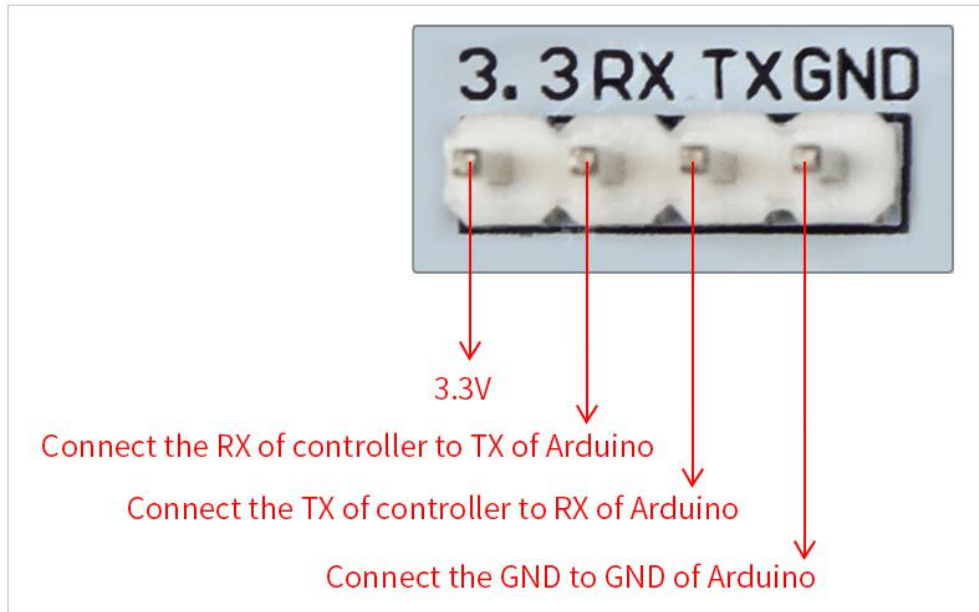 3.3 RX TX GND
3.3V
Connect the RX of controller to TX of Arduino
Connect the TX of controller to RX of Arduino
Connect the GND to GND of Arduino